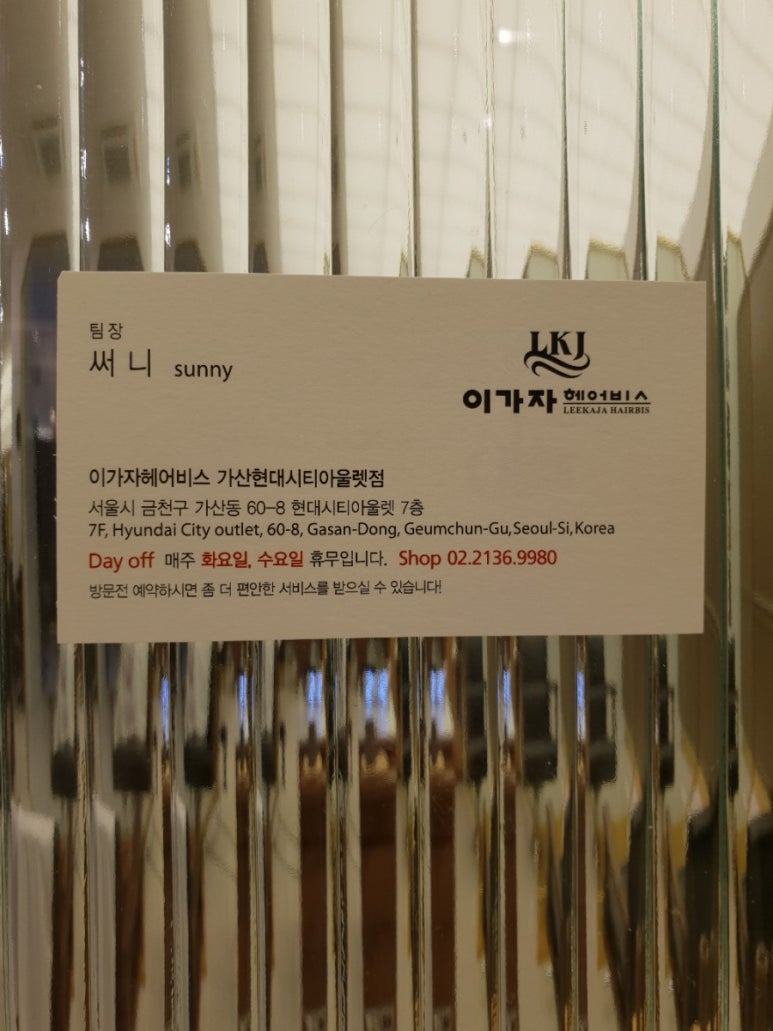 팀장
써니 sunny
LKJ
이가자 헤어비스
LEEKAJA HAIRBIS
이가자헤어비스 가산현대시티아울렛점
서울시 금천구 가산동 60-8 현대시티아울렛 7층
7F, Hyundai City outlet, 60-8, Gasan-Dong, Geumchun-Gu,Seoul-Si,Korea
Day off 매주 화요일, 수요일 휴무입니다. Shop 02.2136.9980
방문전 예약하시면 좀 더 편안한 서비스를 받으실 수 있습니다!